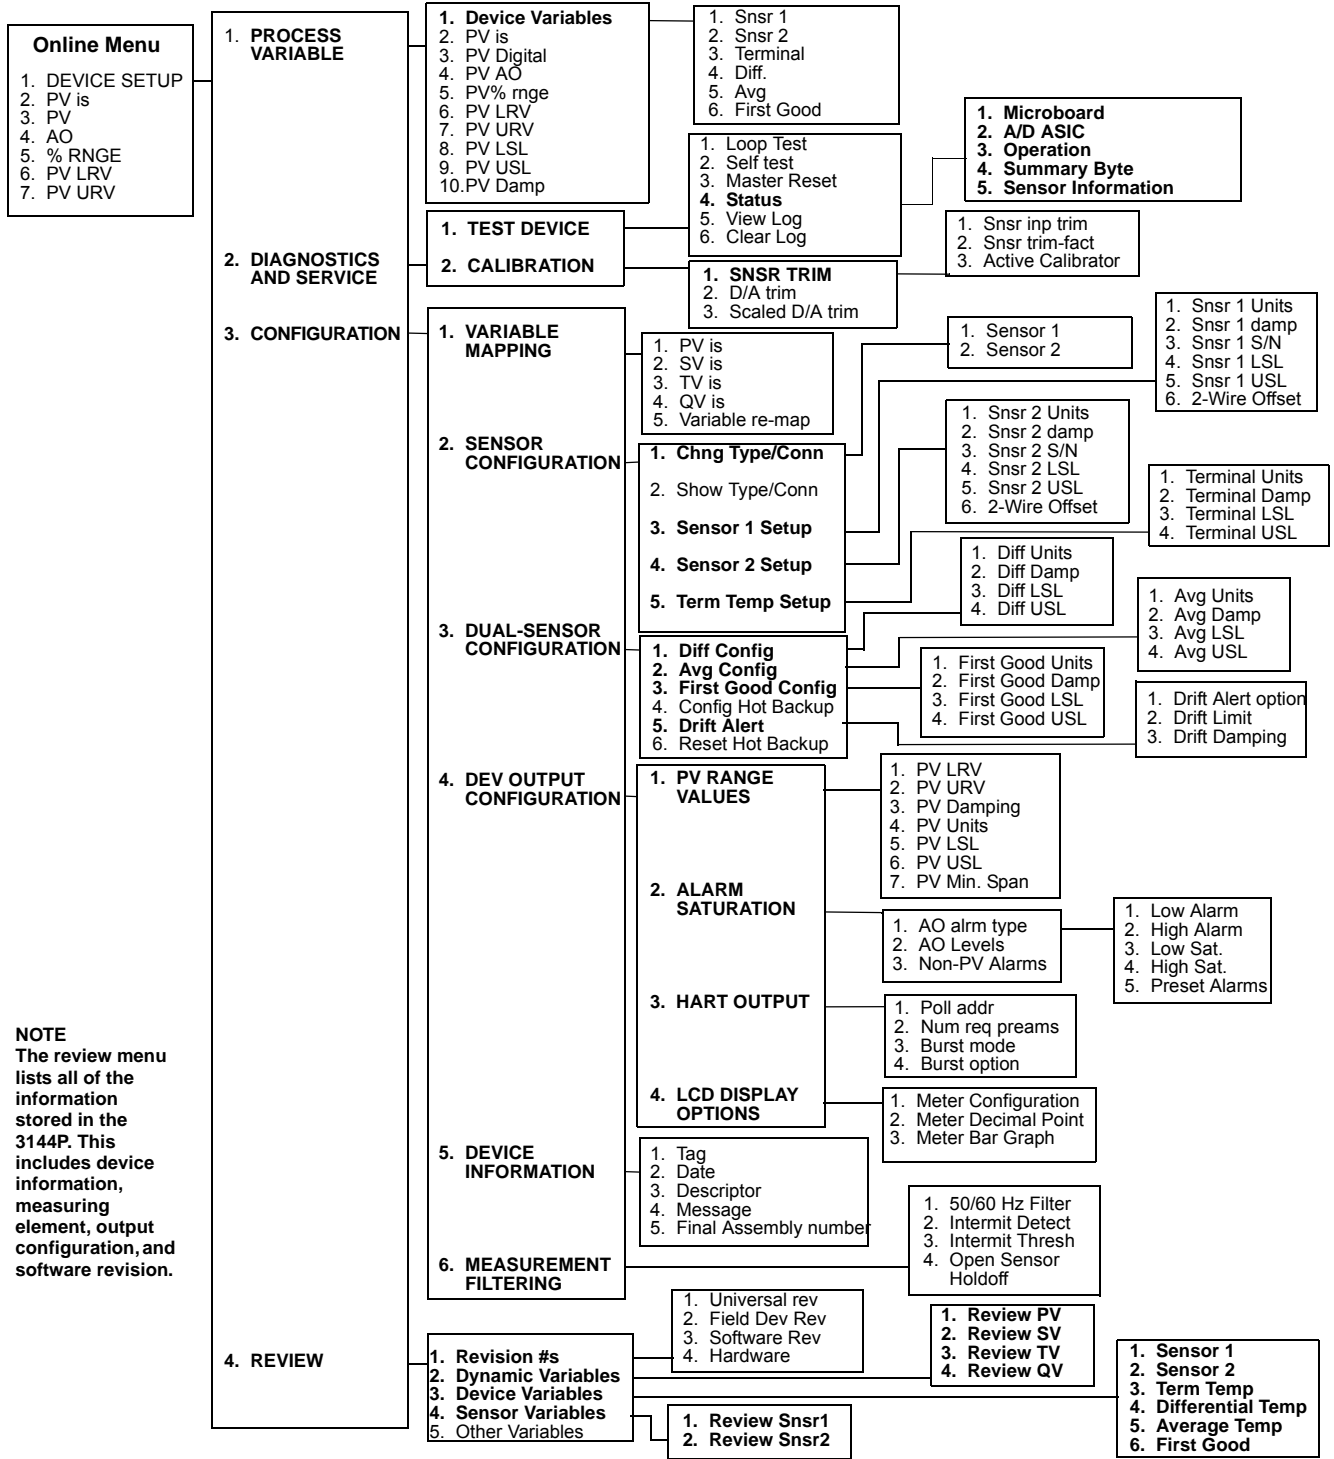 Online Menu
1. DEVICE SETUP
2. PV is
3. PV
4. AO
5. % RNGE
6. PV LRV
7. PV URV
1. PROCESS
VARIABLE
2. DIAGNOSTICS
AND SERVICE
3. CONFIGURATION
4. REVIEW
1. Device Variables
2. PV is
3. PV Digital
4. PV AO
5. PV% rnge
6. PV LRV
7. PV URV
8. PV LSL
9. PV USL
10.PV Damp
1. Snsr 1
2. Snsr 2
3. Terminal
4. Diff.
5. Avg
6. First Good
1. TEST DEVICE
2. CALIBRATION
1. Loop Test
2. Self test
3. Master Reset
4. Status
5. View Log
6. Clear Log
1. Microboard
2. A/D ASIC
3. Operation
4. Summary Byte
5. Sensor Information
1. SNSR TRIM
2. D/A trim
3. Scaled D/A trim
1. Snsr inp trim
2. Snsr trim-fact
3. Active Calibrator
1. VARIABLE
MAPPING
2. SENSOR
CONFIGURATION
3. DUAL-SENSOR
CONFIGURATION
4. DEV OUTPUT
CONFIGURATION
5. DEVICE
INFORMATION
6. MEASUREMENT
FILTERING
1. PV is
2. SV is
3. TV is
4. QV is
5. Variable re-map
1. Chng Type/Conn
2. Show Type/Conn
3. Sensor 1 Setup
4. Sensor 2 Setup
5. Term Temp Setup
1. Sensor 1
2. Sensor 2
1. Snsr 1 Units
2. Snsr 1 damp
3. Snsr 1 S/N
4. Snsr 1 LSL
5. Snsr 1 USL
6. 2-Wire Offset
1. Snsr 2 Units
2. Snsr 2 damp
3. Snsr 2 S/N
4. Snsr 2 LSL
5. Snsr 2 USL
6. 2-Wire Offset
1. Terminal Units
2. Terminal Damp
3. Terminal LSL
4. Terminal USL
1. Diff Config
2. Avg Config
3. First Good Config
4. Config Hot Backup
5. Drift Alert
6. Reset Hot Backup
1. Diff Units
2. Diff Damp
3. Diff LSL
4. Diff USL
1. Avg Units
2. Avg Damp
3. Avg LSL
4. Avg USL
1. First Good Units
2. First Good Damp
3. First Good LSL
4. First Good USL
1. Drift Alert option
2. Drift Limit
3. Drift Damping
1. PV RANGE
VALUES
2. ALARM
SATURATION
3. HART OUTPUT
4. LCD DISPLAY
OPTIONS
1. PV LRV
2. PV URV
3. PV Damping
4. PV Units
5. PV LSL
6. PV USL
7. PV Min. Span
1. AO alrm type
2. AO Levels
3. Non-PV Alarms
1. Low Alarm
2. High Alarm
3. Low Sat.
4. High Sat.
5. Preset Alarms
1. Poll addr
2. Num req preams
3. Burst mode
4. Burst option
1. Meter Configuration
2. Meter Decimal Point
3. Meter Bar Graph
1. Tag
2. Date
3. Descriptor
4. Message
5. Final Assembly number
1. 50/60 Hz Filter
2. Intermit Detect
3. Intermit Thresh
4. Open Sensor
Holdoff
1. Revision #s
2. Dynamic Variables
3. Device Variables
4. Sensor Variables
5. Other Variables
1. Universal rev
2. Field Dev Rev
3. Software Rev
4. Hardware
1. Review PV
2. Review SV
3. Review TV
4. Review QV
1. Sensor 1
2. Sensor 2
3. Term Temp
4. Differential Temp
5. Average Temp
6. First Good
1. Review Snsr1
2. Review Snsr2
NOTE
The review menu
lists all of the
information
stored in the
3144P. This
includes device
information,
measuring
element, output
configuration, and
software revision.